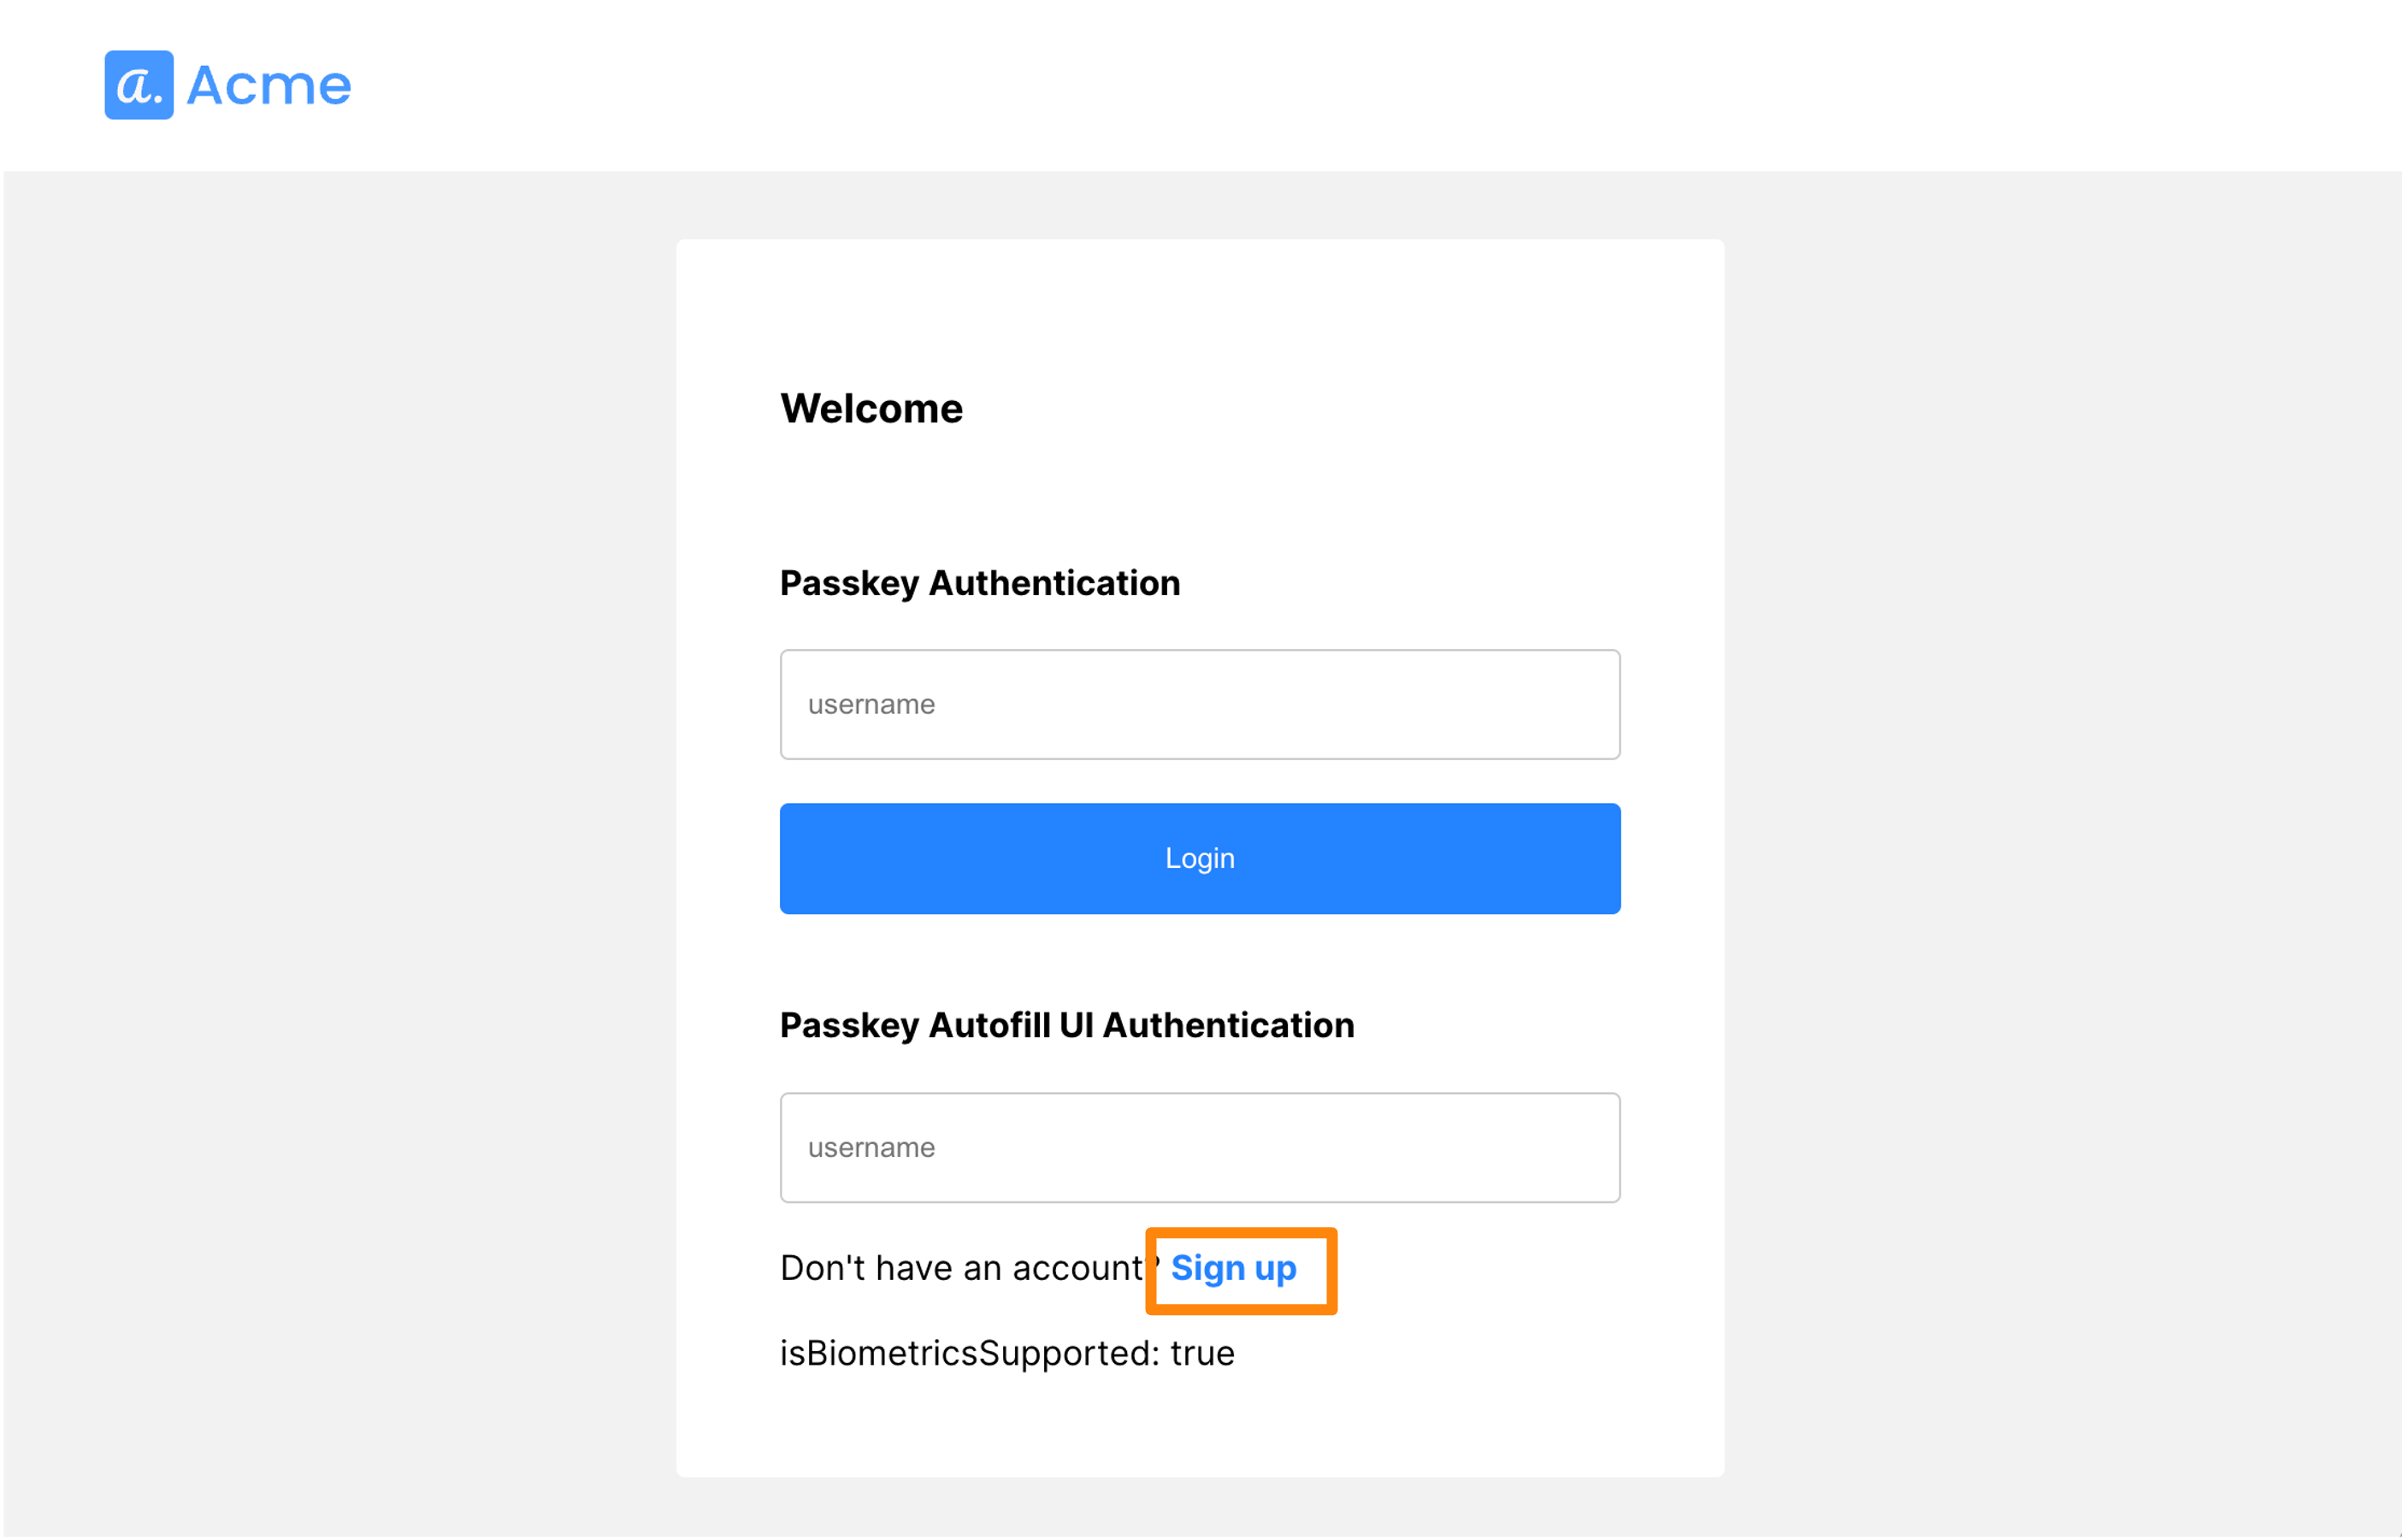 a. Acme
Welcome
Passkey Authentication
username
Login
Passkey Autofill UI Authentication
username
Don't have an account? Sign up
isBiometricsSupported: true